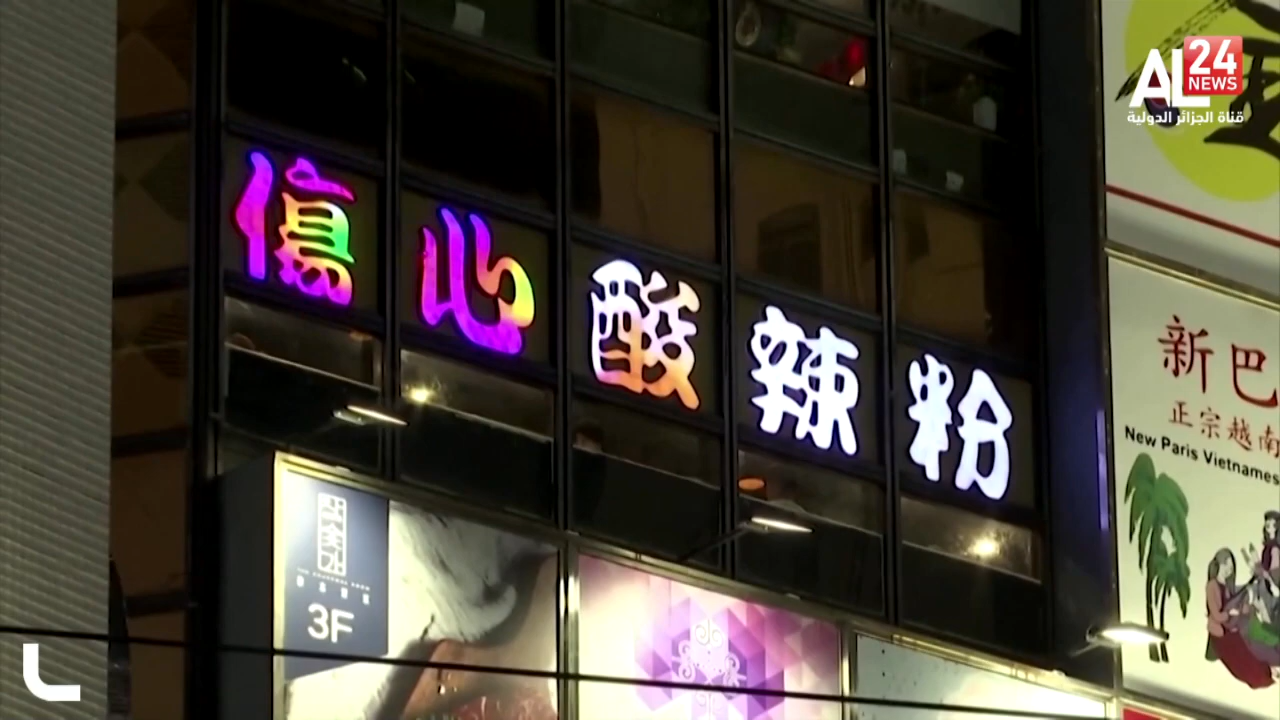 傷心酸辣粉
AL
24
NEWS
قناة الجزائر الدولية
新巴
正宗越南
New Paris Vietnames
3F